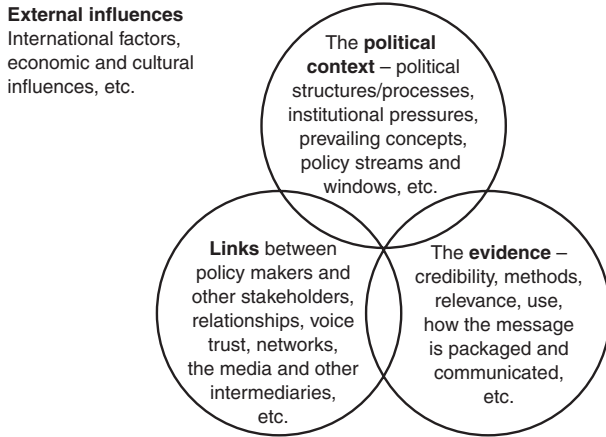 External influences
International factors,
economic and cultural
influences, etc.
The political
context – political
structures/processes,
institutional pressures,
prevailing concepts,
policy streams and
windows, etc.
Links between
policy makers and
other stakeholders,
relationships, voice
trust, networks,
the media and other
intermediaries,
etc.
The evidence –
credibility, methods,
relevance, use,
how the message
is packaged and
communicated,
etc.